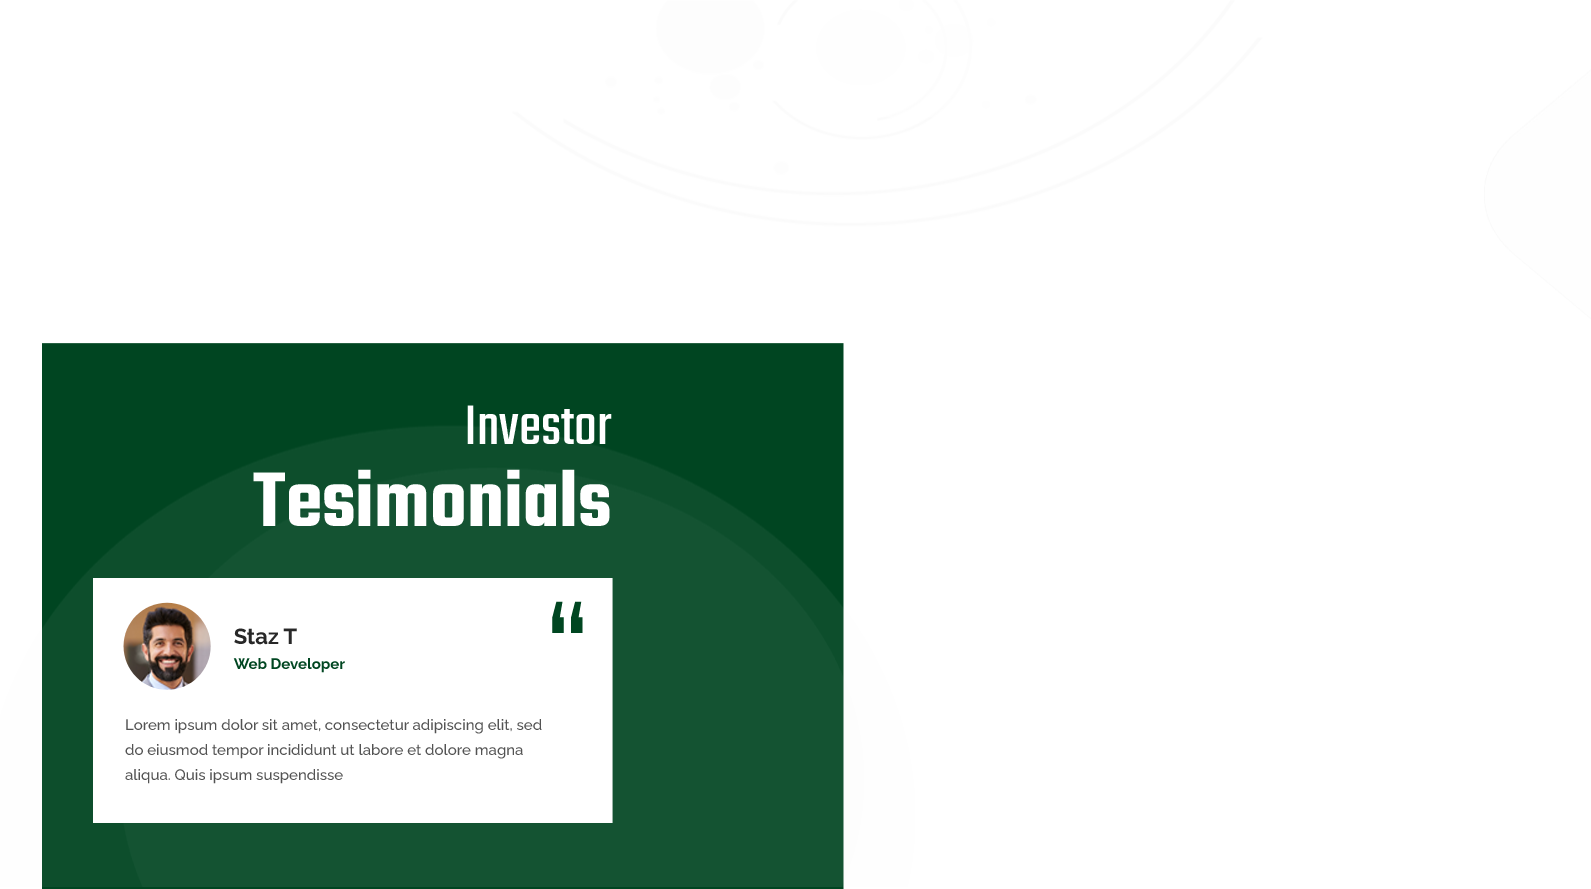 Investor
Tesimonials
“
Staz T
Web Developer
Lorem ipsum dolor sit amet, consectetur adipiscing elit, sed
do eiusmod tempor incididunt ut labore et dolore magna
aliqua. Quis ipsum suspendisse